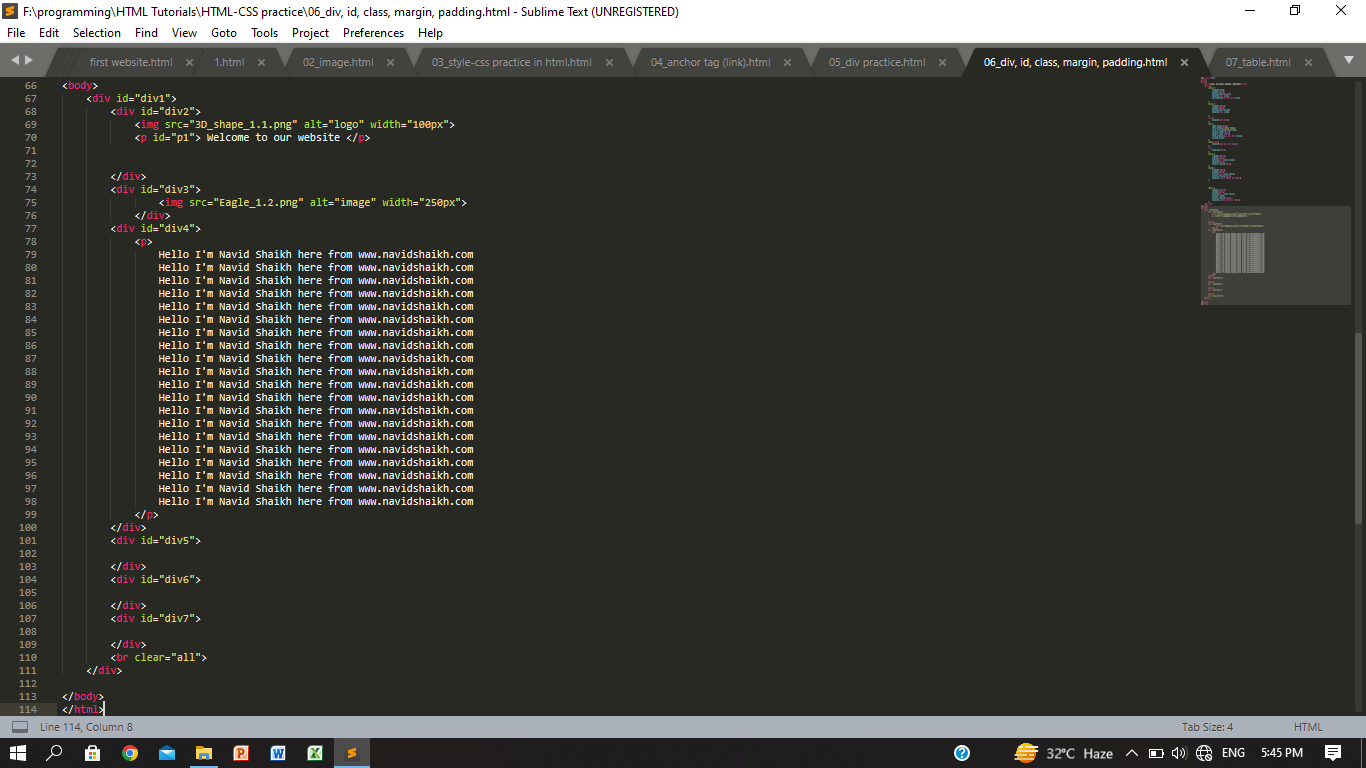 F:\programming\HTML Tutorials\HTML-CSS practice\06_div, id, class, margin, padding.html - Sublime Text (UNREGISTERED)
File Edit Selection Find View Goto Tools Project Preferences Help
first website.html 1.html 02_image.html 03_style-css practice in html.html 04_anchor tag (link).html 05_div practice.html 06_div, id, class, margin, padding.html 07_table.html
66 <body>
67 <div id="div1">
68 <div id="div2">
69 <img src="3D_shape_1.1.png" alt="logo" width="100px">
70 <p id="p1"> Welcome to our website </p>
71
72
73 </div>
74 <div id="div3">
75 <img src="Eagle_1.2.png" alt="image" width="250px">
76 </div>
77 <div id="div4">
78 <p>
79 Hello I'm Navid Shaikh here from www.navidshaikh.com
80 Hello I'm Navid Shaikh here from www.navidshaikh.com
81 Hello I'm Navid Shaikh here from www.navidshaikh.com
82 Hello I'm Navid Shaikh here from www.navidshaikh.com
83 Hello I'm Navid Shaikh here from www.navidshaikh.com
84 Hello I'm Navid Shaikh here from www.navidshaikh.com
85 Hello I'm Navid Shaikh here from www.navidshaikh.com
86 Hello I'm Navid Shaikh here from www.navidshaikh.com
87 Hello I'm Navid Shaikh here from www.navidshaikh.com
88 Hello I'm Navid Shaikh here from www.navidshaikh.com
89 Hello I'm Navid Shaikh here from www.navidshaikh.com
90 Hello I'm Navid Shaikh here from www.navidshaikh.com
91 Hello I'm Navid Shaikh here from www.navidshaikh.com
92 Hello I'm Navid Shaikh here from www.navidshaikh.com
93 Hello I'm Navid Shaikh here from www.navidshaikh.com
94 Hello I'm Navid Shaikh here from www.navidshaikh.com
95 Hello I'm Navid Shaikh here from www.navidshaikh.com
96 Hello I'm Navid Shaikh here from www.navidshaikh.com
97 Hello I'm Navid Shaikh here from www.navidshaikh.com
98 Hello I'm Navid Shaikh here from www.navidshaikh.com
99 </p>
100 </div>
101 <div id="div5">
102
103 </div>
104 <div id="div6">
105
106 </div>
107 <div id="div7">
108
109 </div>
110 <br clear="all">
111 </div>
112
113 </body>
114 </html>
Line 114, Column 8 Tab Size: 4 HTML
32°C Haze ENG 5:45 PM